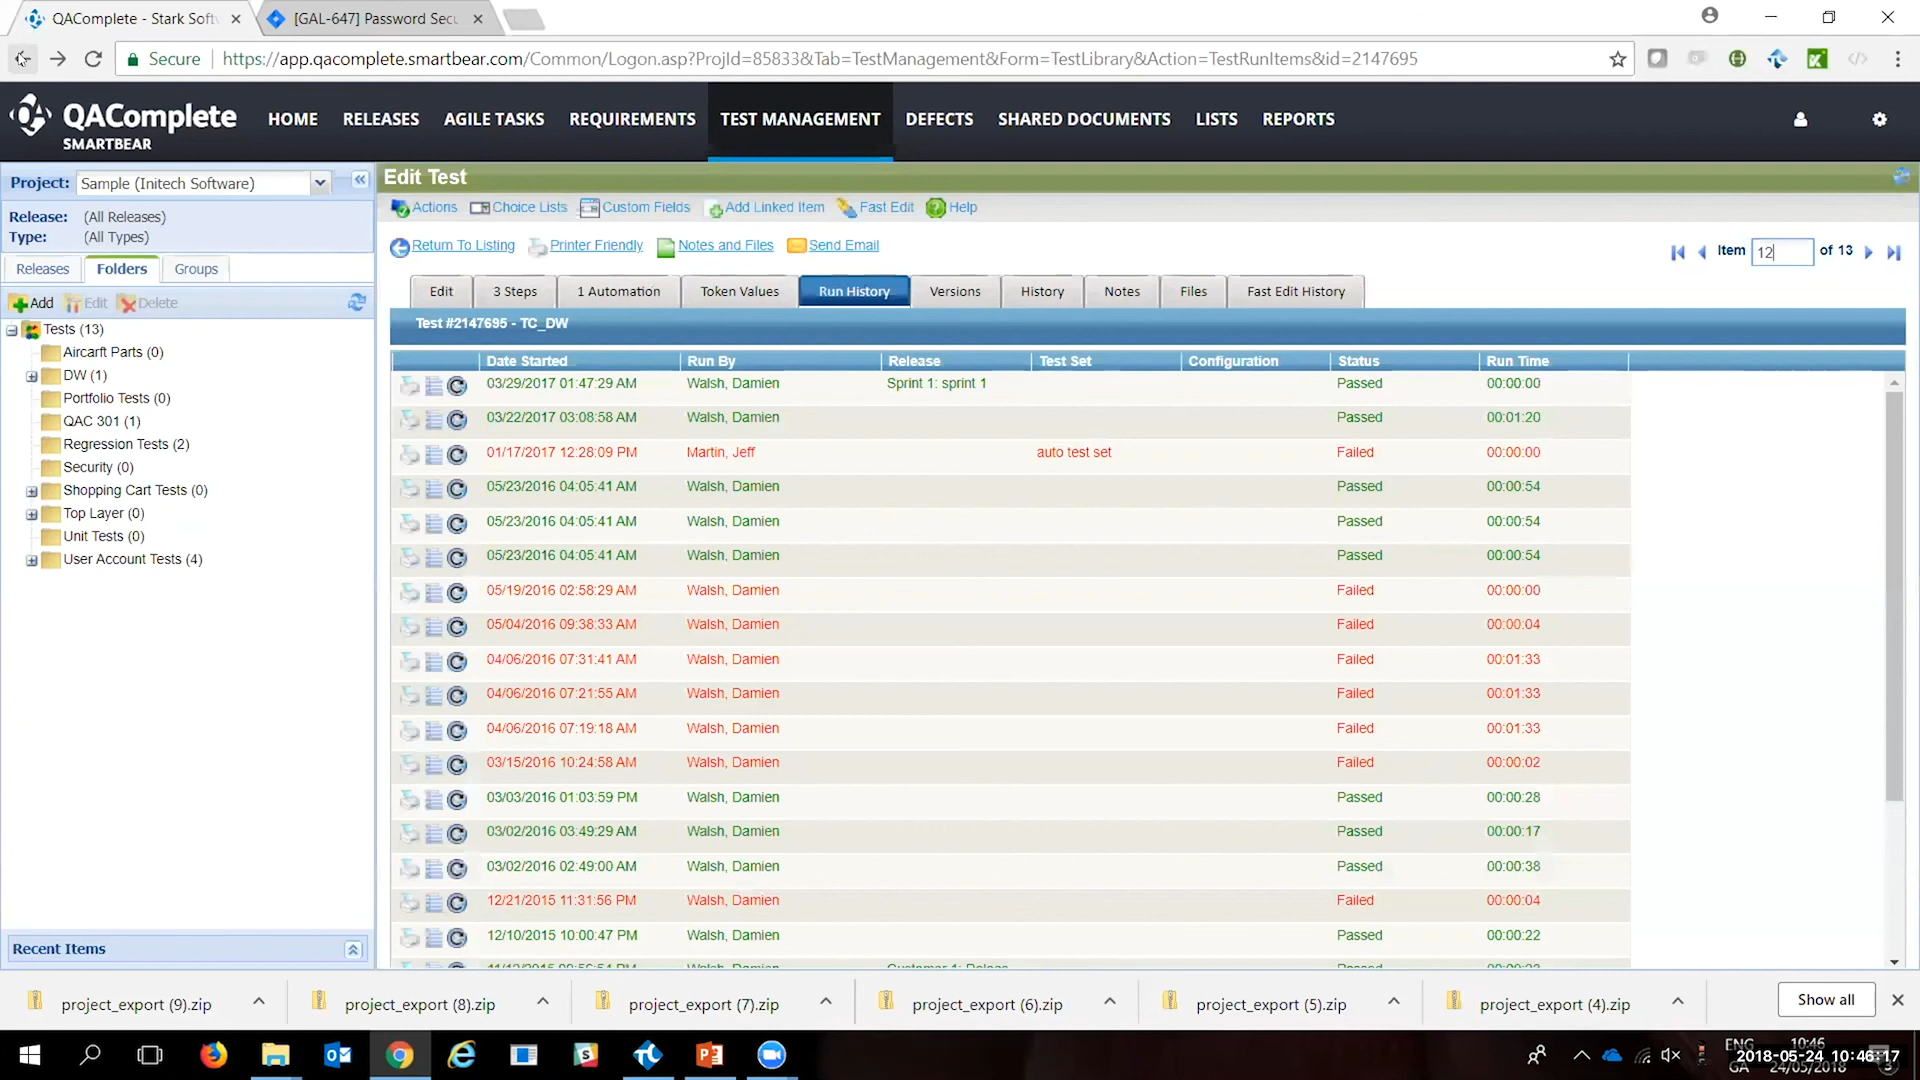 QAComplete - Stark Soft
[GAL-647] Password Sec
Secure https://app.qacomplete.smartbear.com/Common/Logon.asp?ProjId=85833&Tab=TestManagement&Form=TestLibrary&Action=TestRunItems&id=2147695
QAComplete
SMARTBEAR
HOME RELEASES AGILE TASKS REQUIREMENTS TEST MANAGEMENT DEFECTS SHARED DOCUMENTS LISTS REPORTS
Project: Sample (Initech Software)
Release: (All Releases)
Type: (All Types)
Releases Folders Groups
Add Edit Delete
Tests (13)
Aircarft Parts (0)
DW (1)
Portfolio Tests (0)
QAC 301 (1)
Regression Tests (2)
Security (0)
Shopping Cart Tests (0)
Top Layer (0)
Unit Tests (0)
User Account Tests (4)
Recent Items
Edit Test
Actions Choice Lists Custom Fields Add Linked Item Fast Edit Help
Return To Listing Printer Friendly Notes and Files Send Email
Item 12 of 13
Edit 3 Steps 1 Automation Token Values Run History Versions History Notes Files Fast Edit History
Test #2147695 - TC_DW
Date Started Run By Release Test Set Configuration Status Run Time
03/29/2017 01:47:29 AM Walsh, Damien Sprint 1: sprint 1 Passed 00:00:00
03/22/2017 03:08:58 AM Walsh, Damien Passed 00:01:20
01/17/2017 12:28:09 PM Martin, Jeff auto test set Failed 00:00:00
05/23/2016 04:05:41 AM Walsh, Damien Passed 00:00:54
05/23/2016 04:05:41 AM Walsh, Damien Passed 00:00:54
05/23/2016 04:05:41 AM Walsh, Damien Passed 00:00:54
05/19/2016 02:58:29 AM Walsh, Damien Failed 00:00:00
05/04/2016 09:38:33 AM Walsh, Damien Failed 00:00:04
04/06/2016 07:31:41 AM Walsh, Damien Failed 00:01:33
04/06/2016 07:21:55 AM Walsh, Damien Failed 00:01:33
04/06/2016 07:19:18 AM Walsh, Damien Failed 00:01:33
03/15/2016 10:24:58 AM Walsh, Damien Failed 00:00:02
03/03/2016 01:03:59 PM Walsh, Damien Passed 00:00:28
03/02/2016 03:49:29 AM Walsh, Damien Passed 00:00:17
03/02/2016 02:49:00 AM Walsh, Damien Passed 00:00:38
12/21/2015 11:31:56 PM Walsh, Damien Failed 00:00:04
12/10/2015 10:00:47 PM Walsh, Damien Passed 00:00:22
Walsh, Damien Passed
project_export (9).zip project_export (8).zip project_export (7).zip project_export (6).zip project_export (5).zip project_export (4).zip Show all
ENG 10:46
GA 24/05/2018
2018-05-24 10:46:17